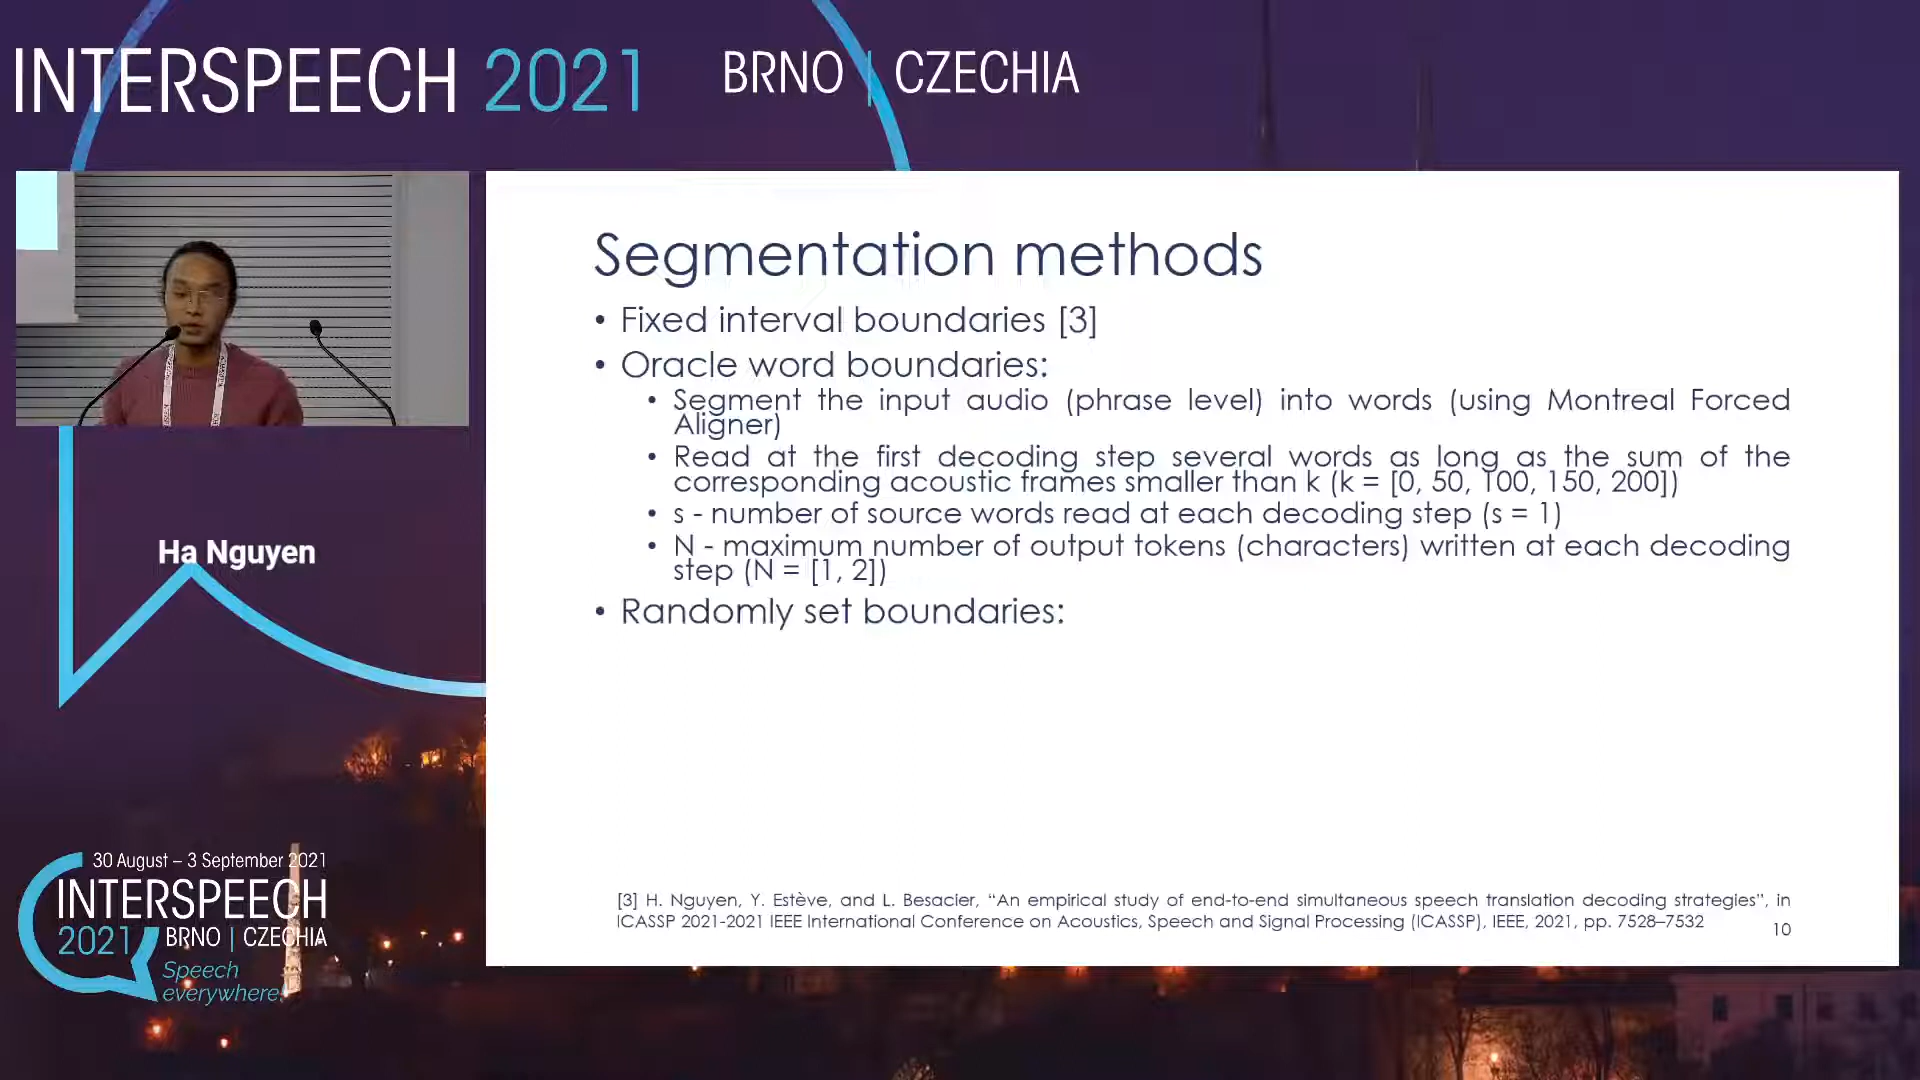 INTERSPEECH 2021
BRNO | CZECHIA
Segmentation methods
• Fixed interval boundaries [3]
• Oracle word boundaries:
• Segment the input audio (phrase level) into words (using Montreal Forced
Aligner)
• Read at the first decoding step several words as long as the sum of the
corresponding acoustic frames smaller than k (k = [0, 50, 100, 150, 200])
• s - number of source words read at each decoding step (s = 1)
• N - maximum number of output tokens (characters) written at each decoding
step (N = [1, 2])
• Randomly set boundaries:
[3] H. Nguyen, Y. Estève, and L. Besacier, “An empirical study of end-to-end simultaneous speech translation decoding strategies”, in
ICASSP 2021-2021 IEEE International Conference on Acoustics, Speech and Signal Processing (ICASSP), IEEE, 2021, pp. 7528–7532
10
Ha Nguyen
30 August – 3 September 2021
INTERSPEECH
2021 BRNO | CZECHIA
Speech
everywhere!